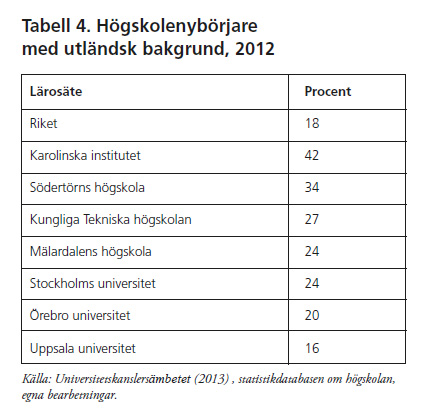 Tabell 4. Högskolenybörjare
med utländsk bakgrund, 2012
Lärosäte Procent
Riket 18
Karolinska institutet 42
Södertörns högskola 34
Kungliga Tekniska högskolan 27
Mälardalens högskola 24
Stockholms universitet 24
Örebro universitet 20
Uppsala universitet 16
Källa: Universitetskanslersämbetet (2013) , statistikdatabasen om högskolan,
egna bearbetningar.